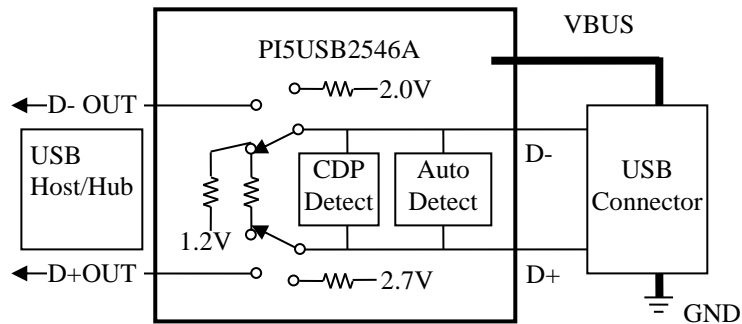 VBUS
PI5USB2546A
2.0V
D- OUT
D-
USB
Host/Hub
CDP
Detect
Auto
Detect
USB
Connector
1.2V
D+OUT
2.7V
D+
GND